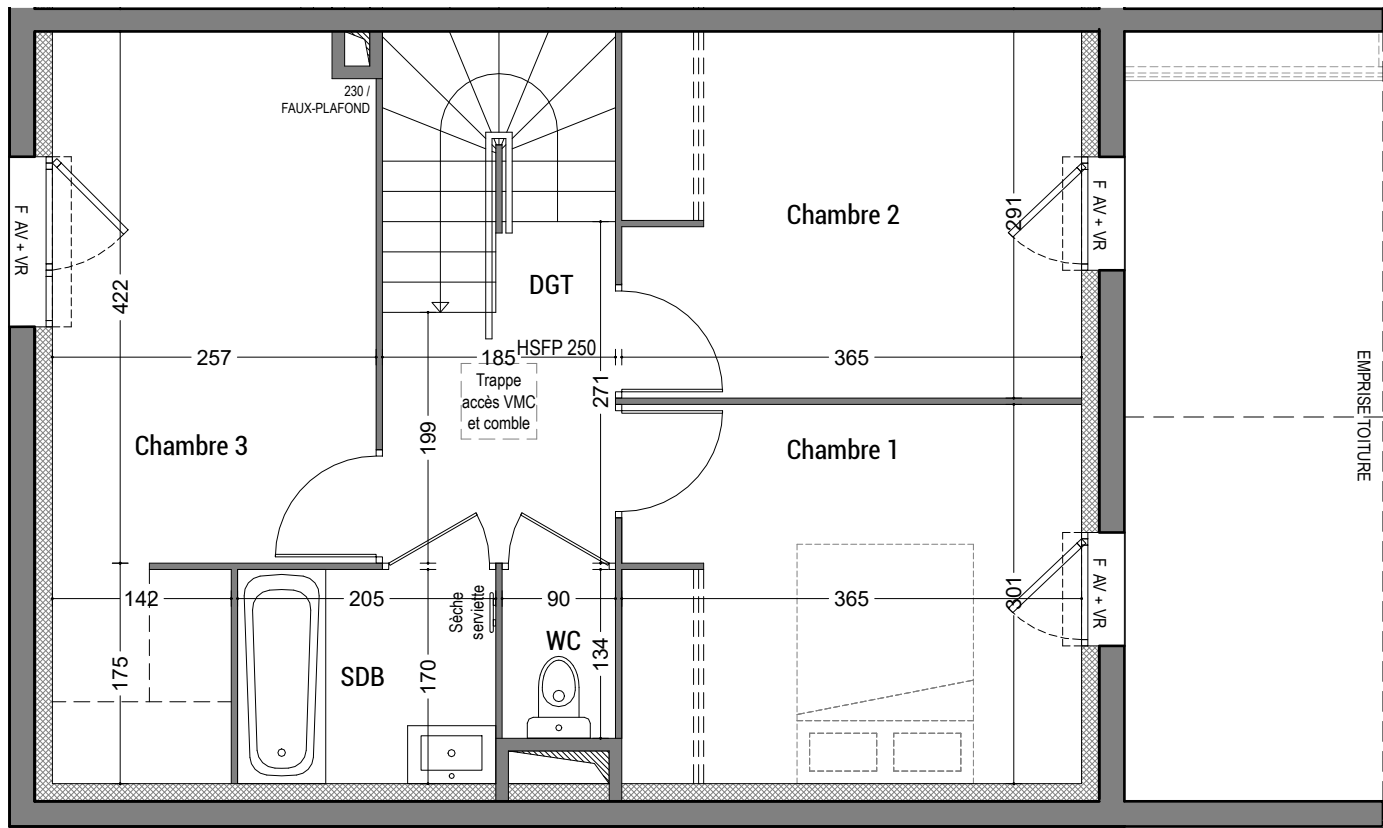 230 /
FAUX-PLAFOND
F AV + VR
Chambre 2
291
F AV + VR
DGT
422
257
185
HSFP 250
365
271
Trappe
accès VMC
et comble
EMPRISE TOITURE
Chambre 3
199
Chambre 1
142
205
Sèche
serviette
90
365
301
F AV + VR
175
SDB
170
WC
134